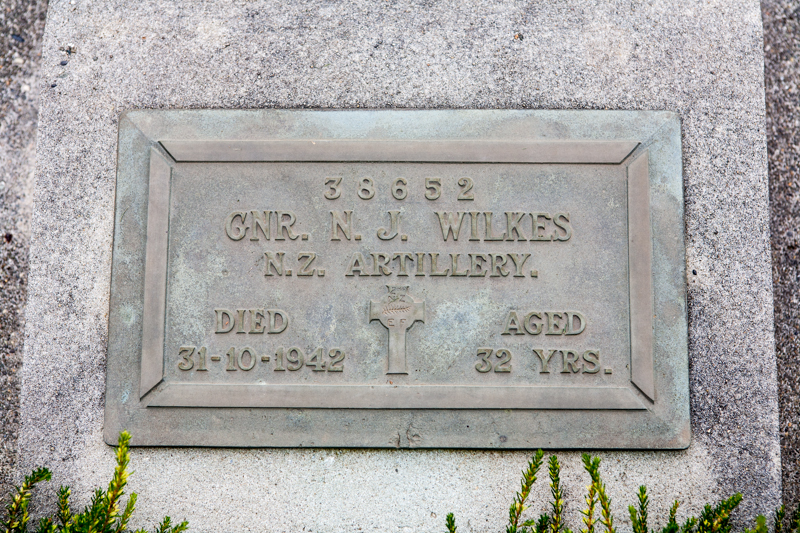 38652
GNR. N. J. WILKES
N.Z. ARTILLERY.
DIED
31-10-1942
AGED
32 YRS.